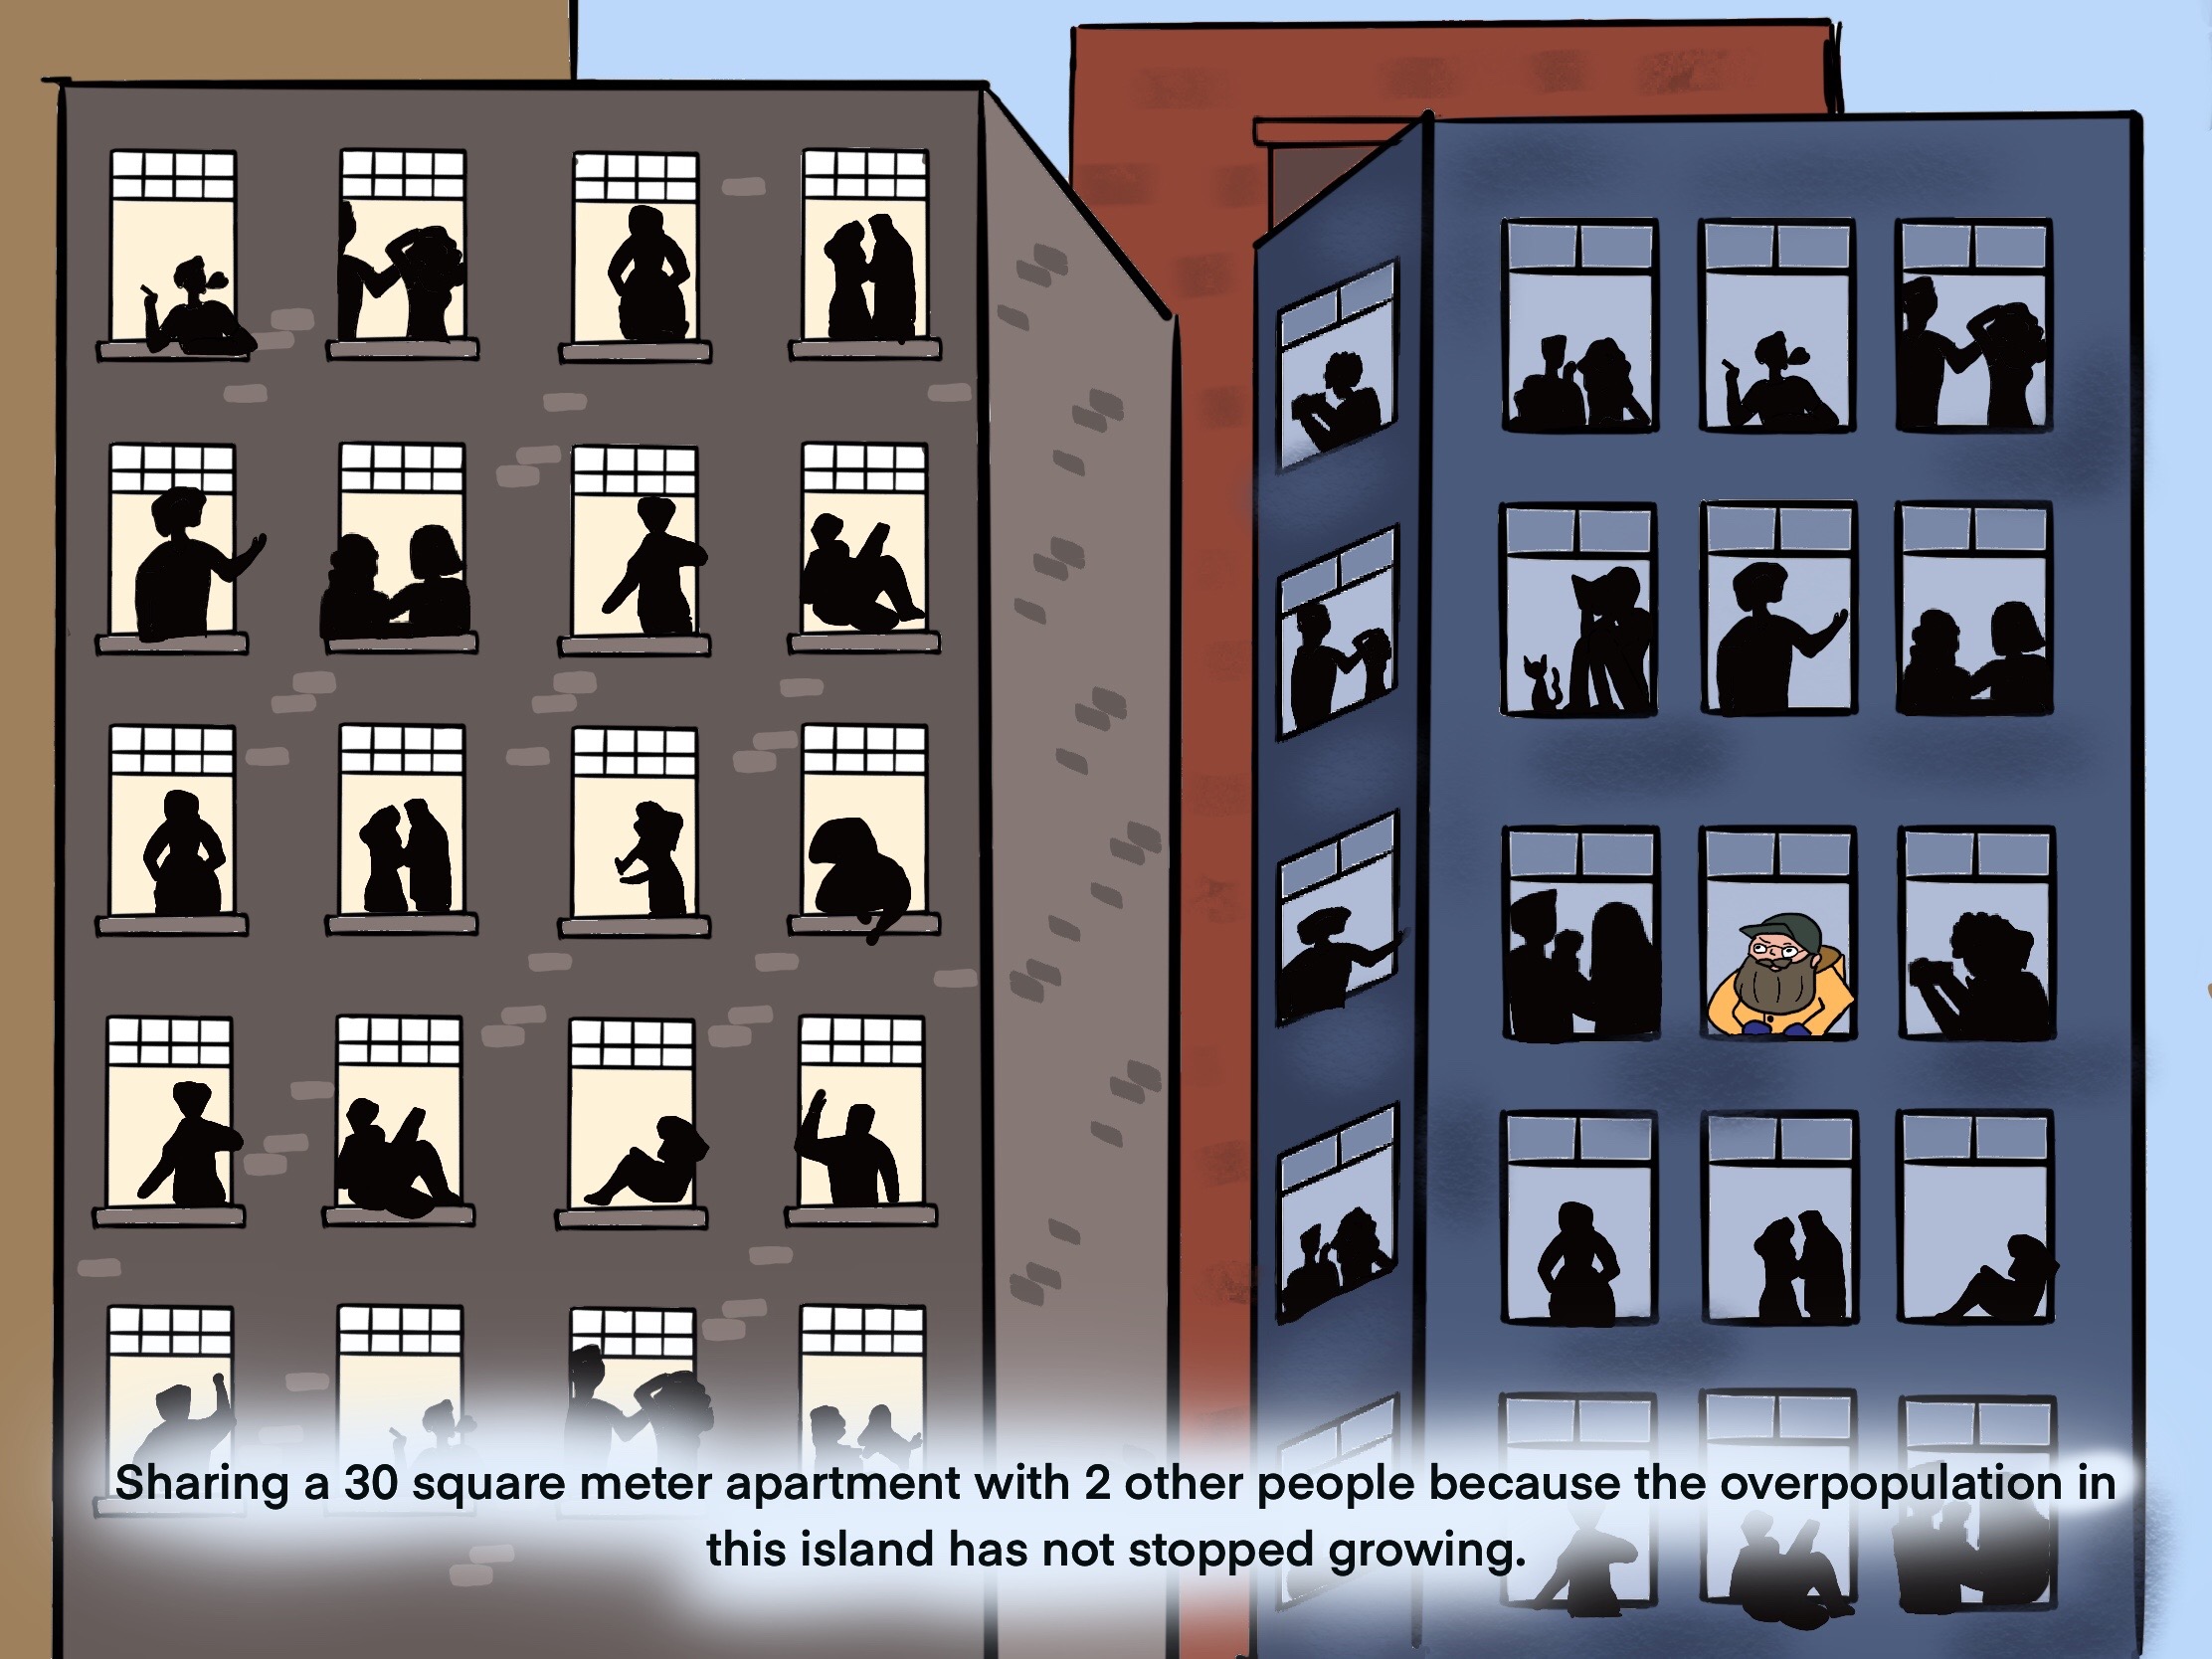 Sharing a 30 square meter apartment with 2 other people because the overpopulation in
this island has not stopped growing.